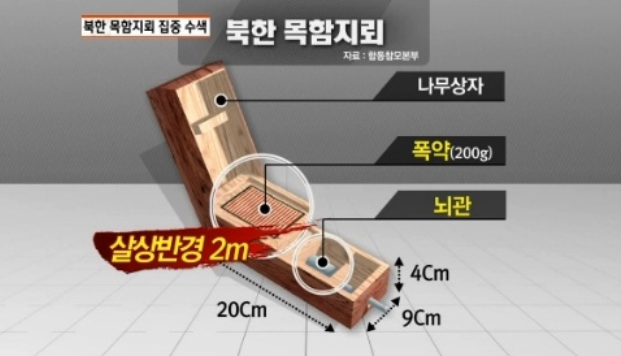 북한 목함지뢰 집중 수색
북한 목함지뢰
자료 : 합동참모본부
나무상자
폭약(200g)
뇌관
살상반경 2m
4Cm
20Cm
9Cm